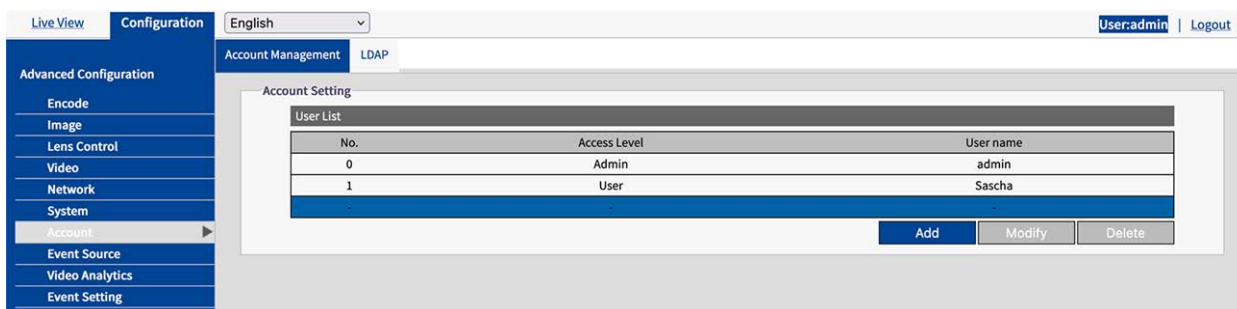 Live View Configuration English User:admin | Logout
Account Management LDAP
Advanced Configuration
Account Setting
Encode
User List
Image
Lens Control
No. Access Level User name
Video
0 Admin admin
Network
1 User Sascha
System
- - -
Account
Add Modify Delete
Event Source
Video Analytics
Event Setting